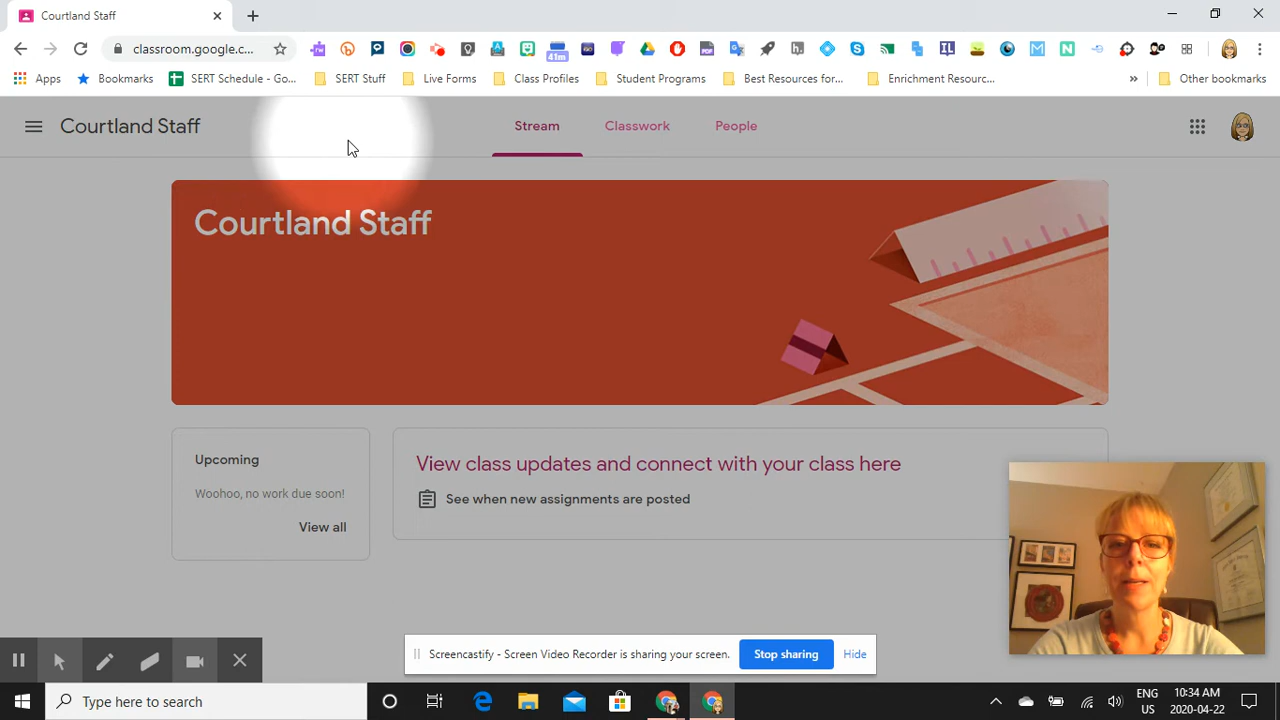 Courtland Staff
classroom.google.c...
41m
Apps
Bookmarks
SERT Schedule - Go...
SERT Stuff
Live Forms
Class Profiles
Student Programs
Best Resources for...
Enrichment Resourc...
»
Other bookmarks
Courtland Staff
Stream
Classwork
People
Courtland Staff
Upcoming
Woohoo, no work due soon!
View all
View class updates and connect with your class here
See when new assignments are posted
Screencastify - Screen Video Recorder is sharing your screen.
Stop sharing
Hide
Type here to search
ENG
US
10:34 AM
2020-04-22